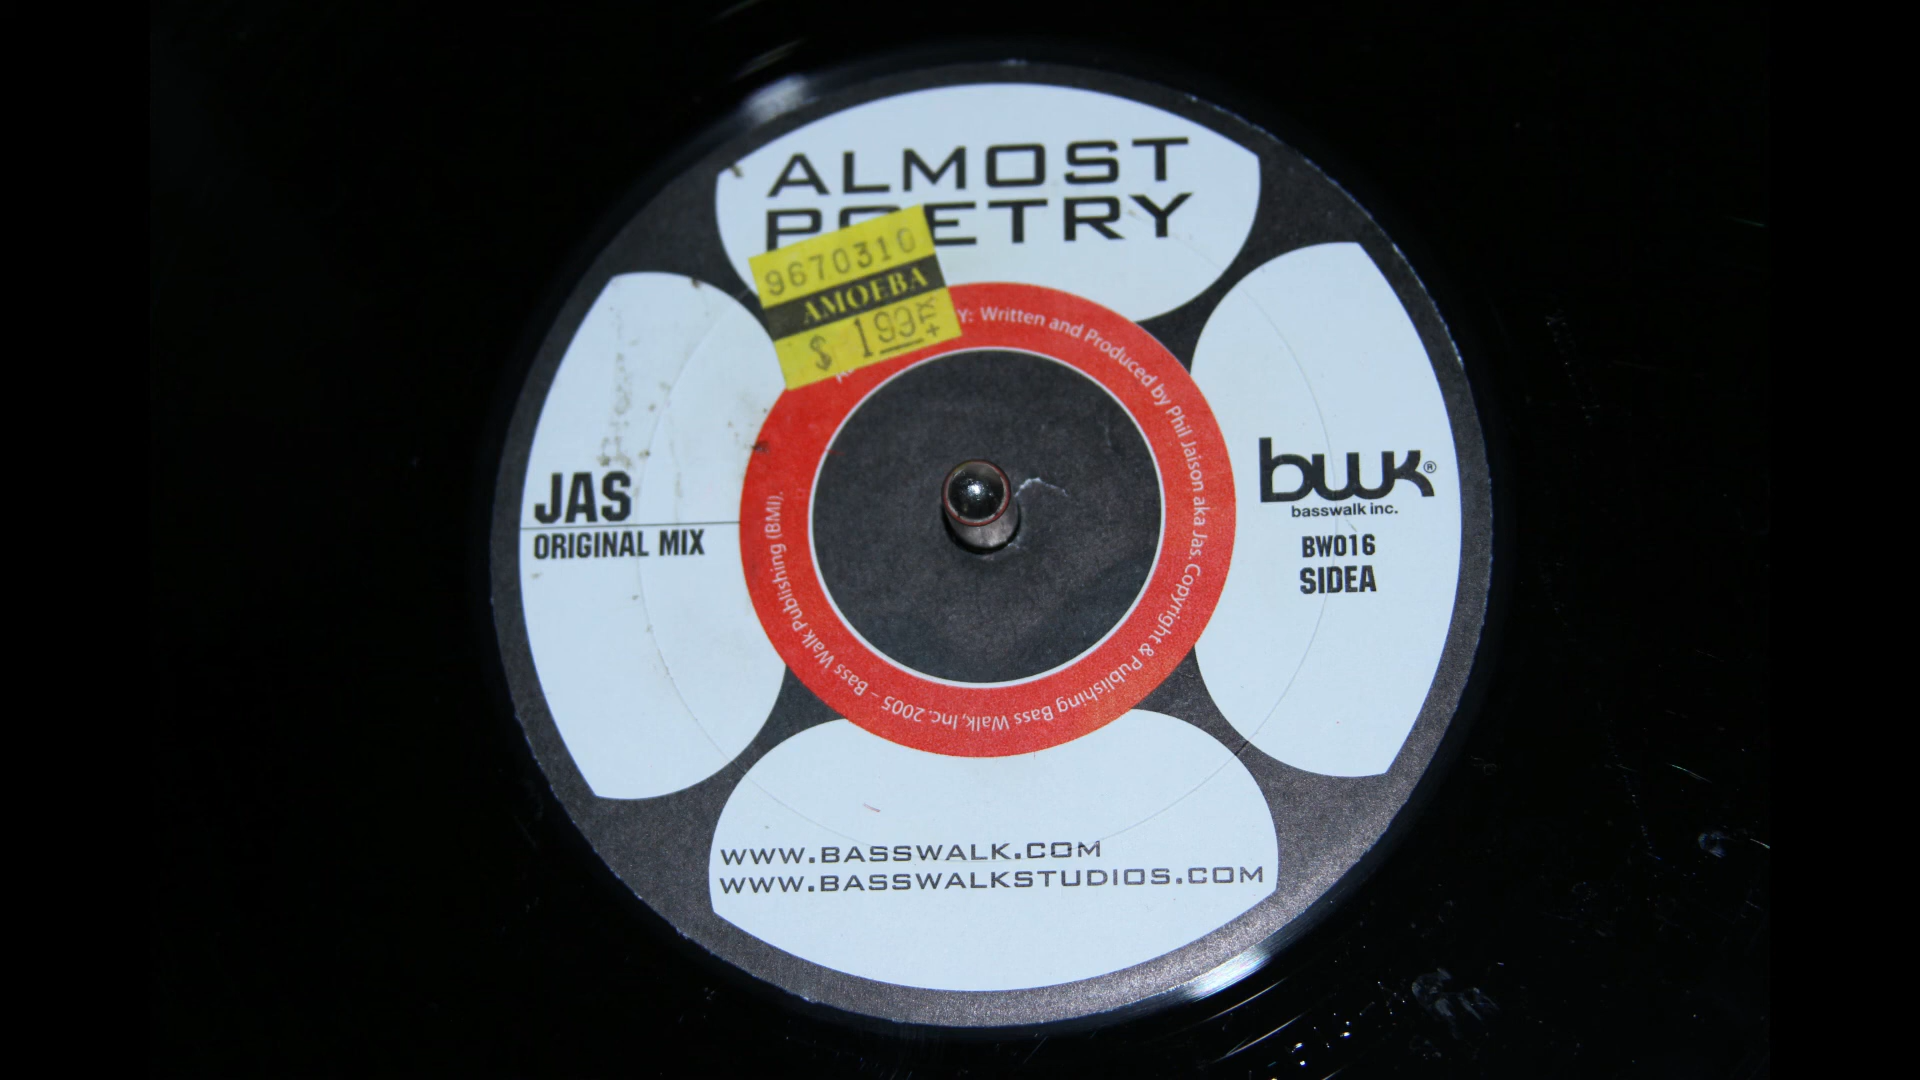 ALMOST
POETRY
9670310
AMOEBA
$ 1.99 +TX
Y: Written and Produced by Phil Jaison aka Jas. Copyright & Publishing Bass Walk, Inc. 2005 – Bass Walk Publishing (BMI).
JAS
ORIGINAL MIX
bwk®
basswalk inc.
BW016
SIDEA
WWW.BASSWALK.COM
WWW.BASSWALKSTUDIOS.COM